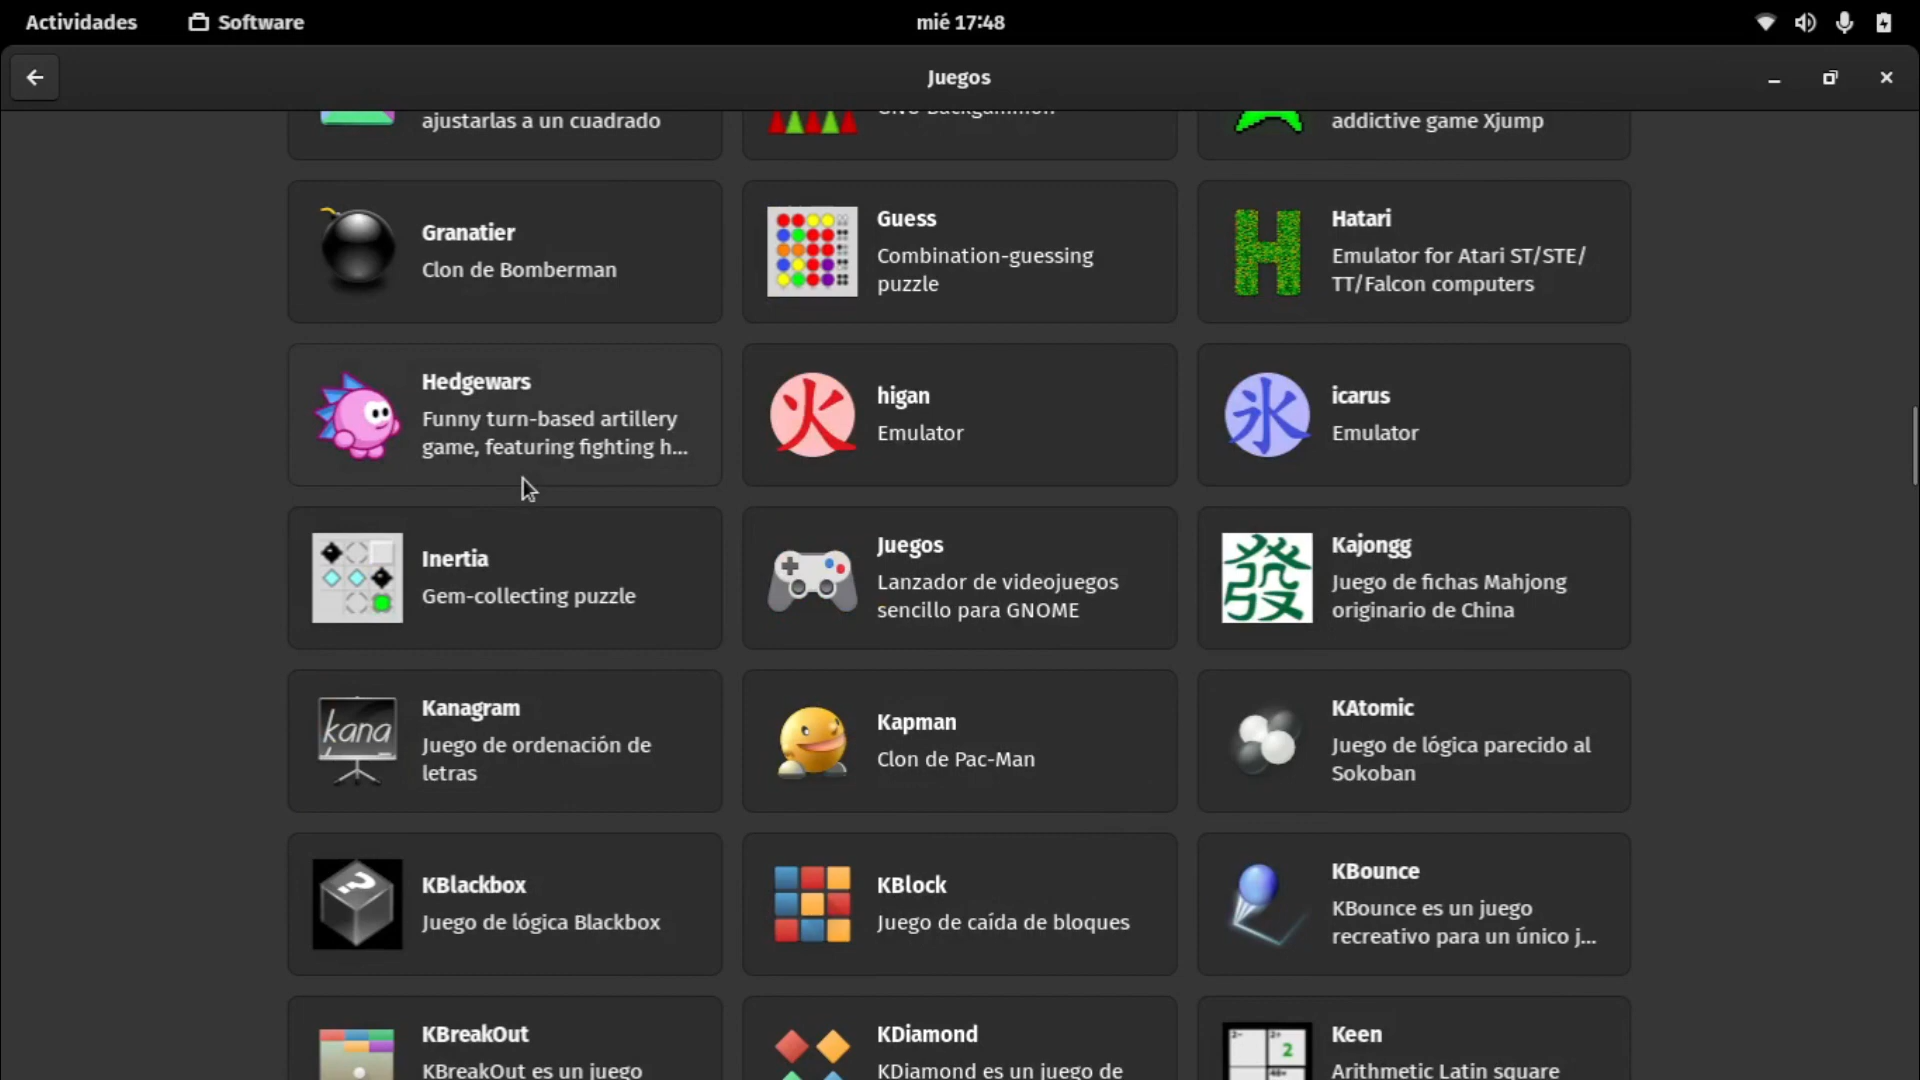 Actividades
Software
mié 17:48
Juegos
ajustarlas a un cuadrado
GNU Backgammon
addictive game Xjump
Granatier
Clon de Bomberman
Guess
Combination-guessing
puzzle
Hatari
Emulator for Atari ST/STE/
TT/Falcon computers
Hedgewars
Funny turn-based artillery
game, featuring fighting h...
火
higan
Emulator
氷
icarus
Emulator
Inertia
Gem-collecting puzzle
Juegos
Lanzador de videojuegos
sencillo para GNOME
發
Kajongg
Juego de fichas Mahjong
originario de China
kana
Kanagram
Juego de ordenación de
letras
Kapman
Clon de Pac-Man
KAtomic
Juego de lógica parecido al
Sokoban
?
KBlackbox
Juego de lógica Blackbox
KBlock
Juego de caída de bloques
KBounce
KBounce es un juego
recreativo para un único j...
KBreakOut
KBreakOut es un juego
KDiamond
KDiamond es un juego de
2
Keen
Arithmetic Latin square